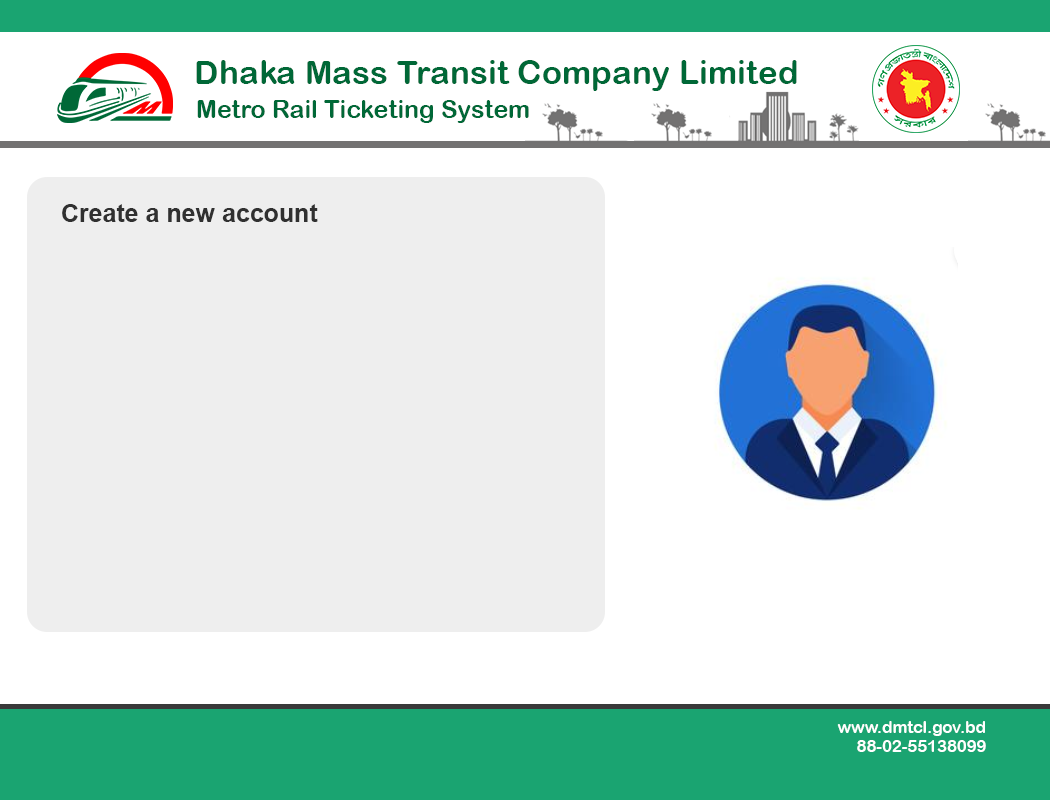 Dhaka Mass Transit Company Limited
Metro Rail Ticketing System
গণপ্রজাতন্ত্রী বাংলাদেশ
সরকার
Create a new account
www.dmtcl.gov.bd
88-02-55138099